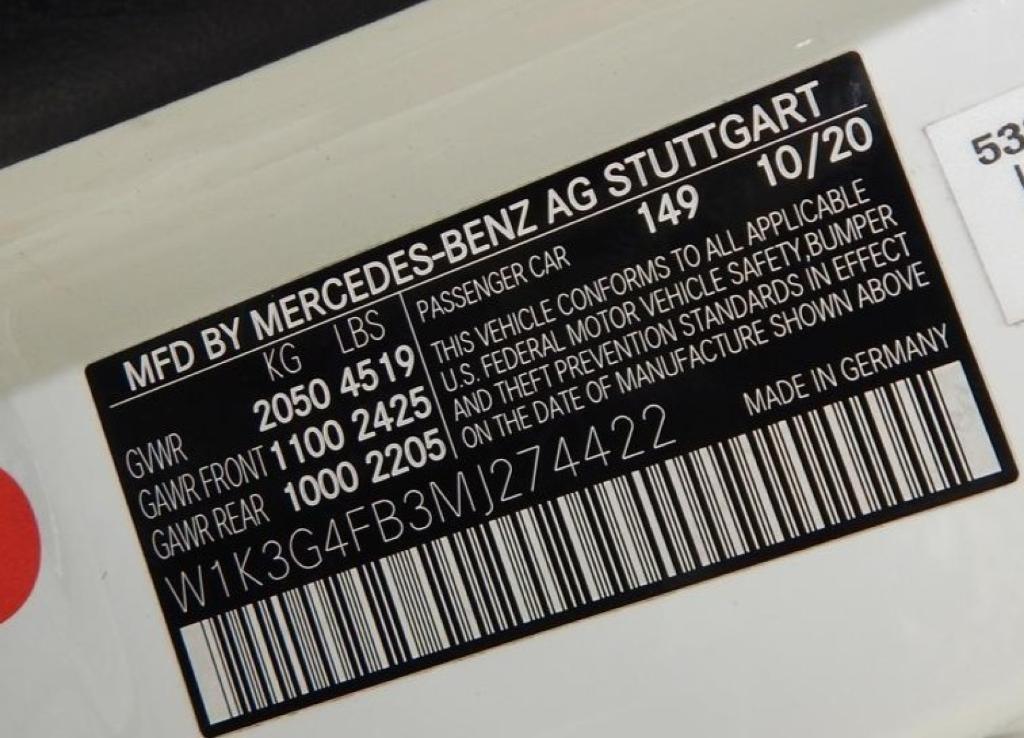 MFD BY MERCEDES-BENZ AG STUTTGART
KG LBS
GVWR 2050 4519
GAWR FRONT 1100 2425
GAWR REAR 1000 2205
PASSENGER CAR 149 10/20
THIS VEHICLE CONFORMS TO ALL APPLICABLE
U.S. FEDERAL MOTOR VEHICLE SAFETY,BUMPER
AND THEFT PREVENTION STANDARDS IN EFFECT
ON THE DATE OF MANUFACTURE SHOWN ABOVE
W1K3G4FB3MJ274422 MADE IN GERMANY